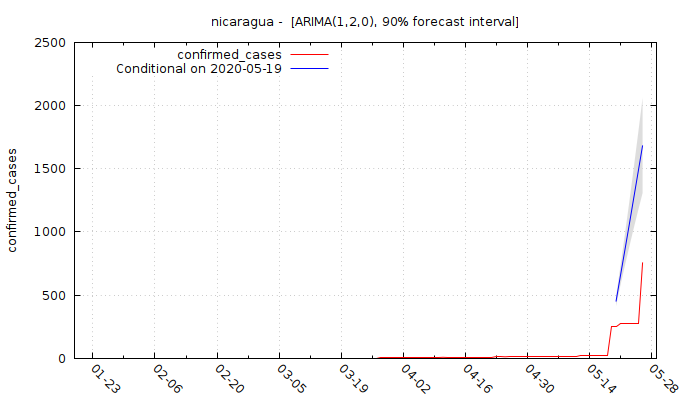 nicaragua - [ARIMA(1,2,0), 90% forecast interval]
confirmed_cases
Conditional on 2020-05-19
confirmed_cases
2500
2000
1500
1000
500
0
01-23 02-06 02-20 03-05 03-19 04-02 04-16 04-30 05-14 05-28